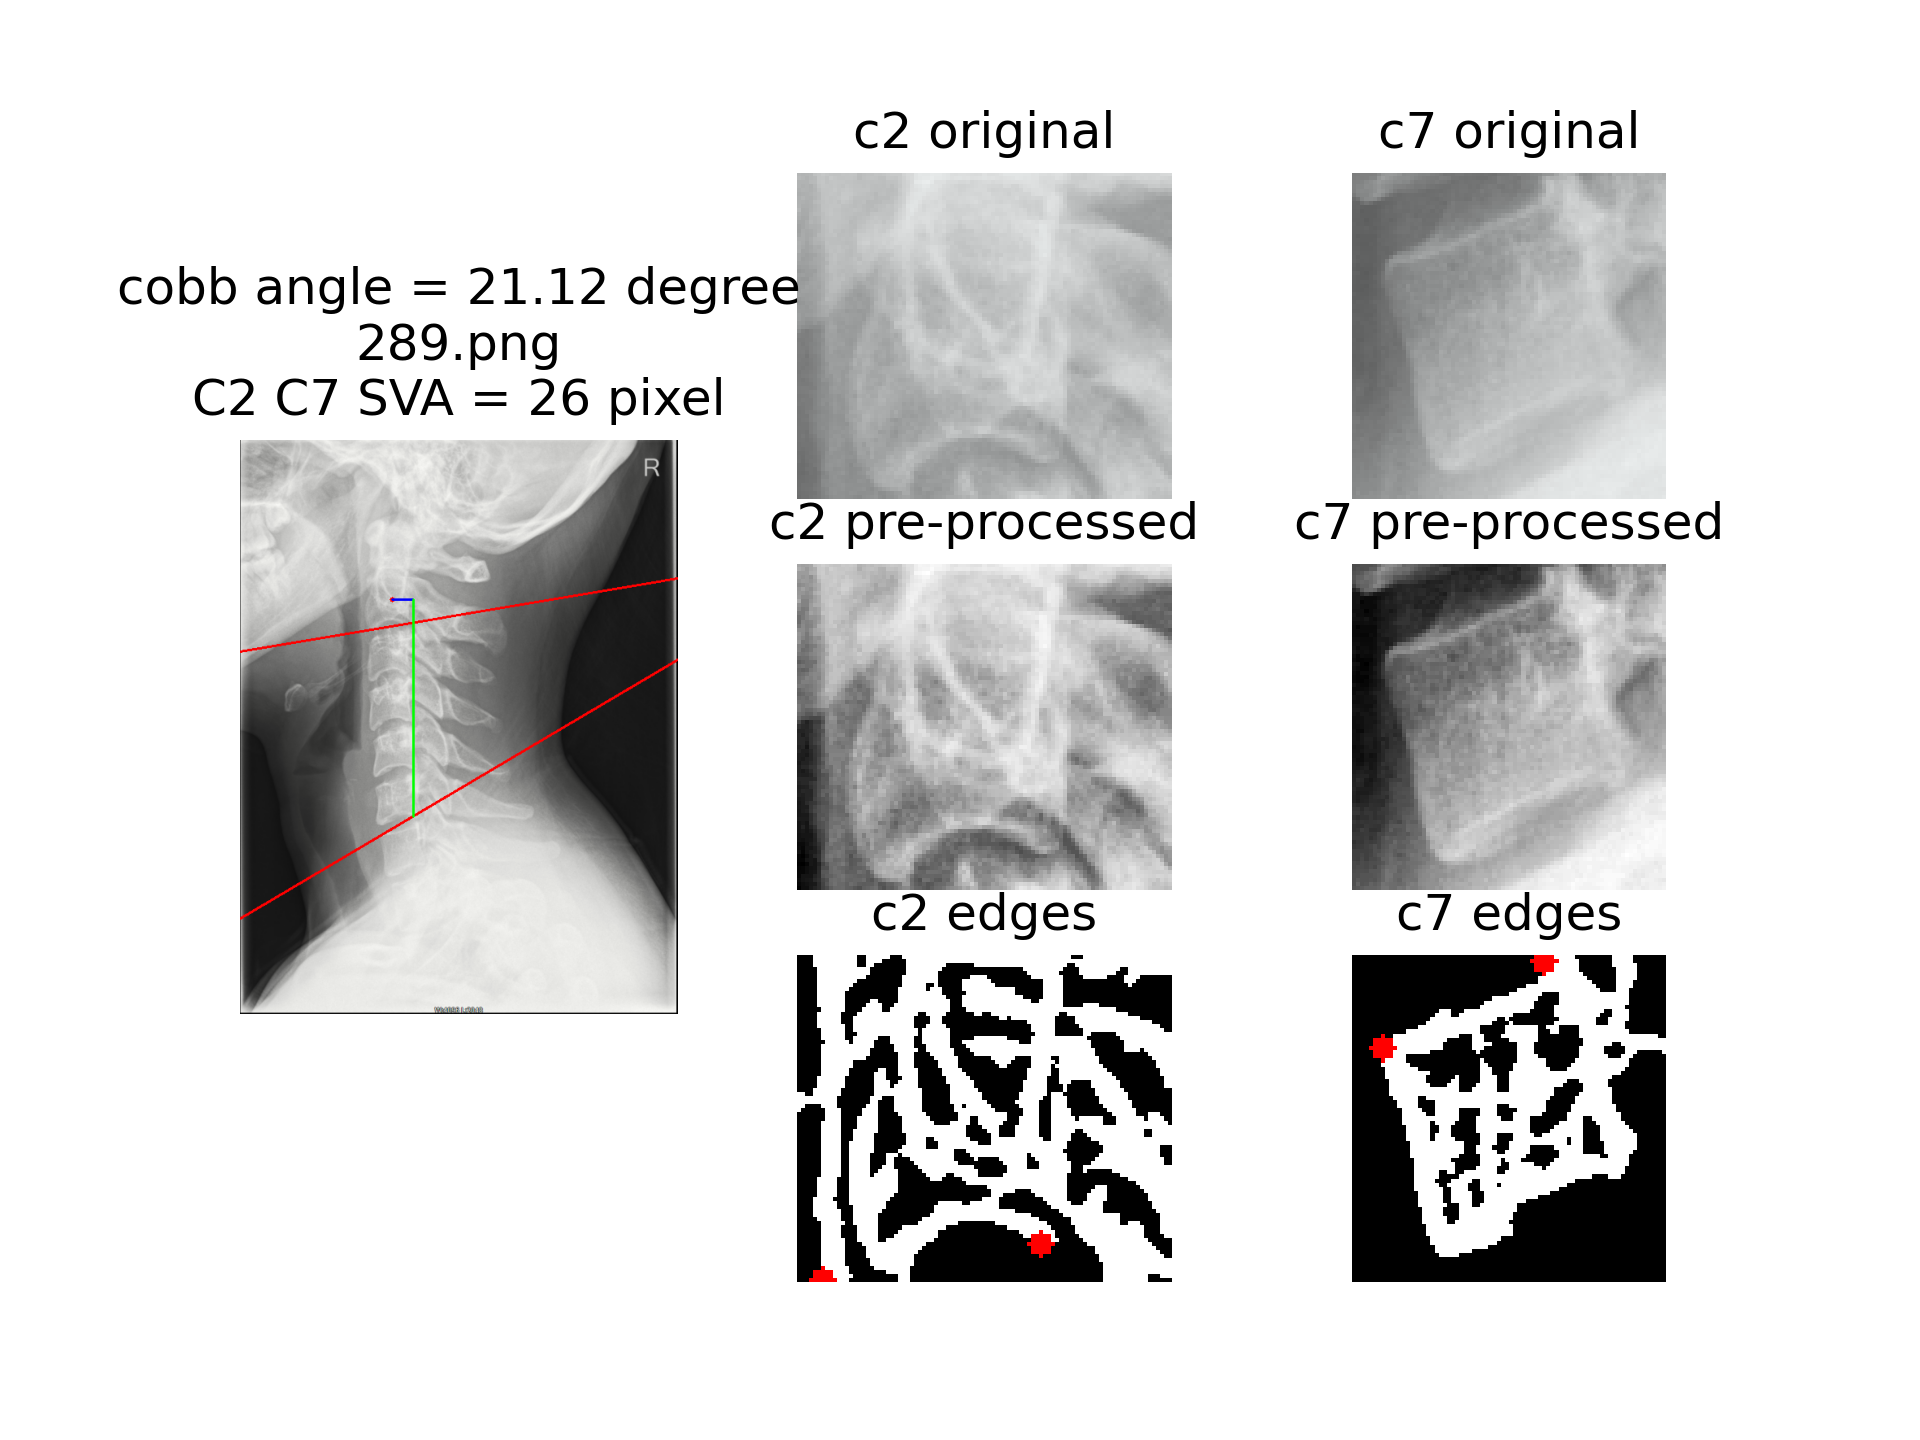 cobb angle = 21.12 degree
289.png
C2 C7 SVA = 26 pixel
R
c2 original
c7 original
c2 pre-processed
c7 pre-processed
c2 edges
c7 edges